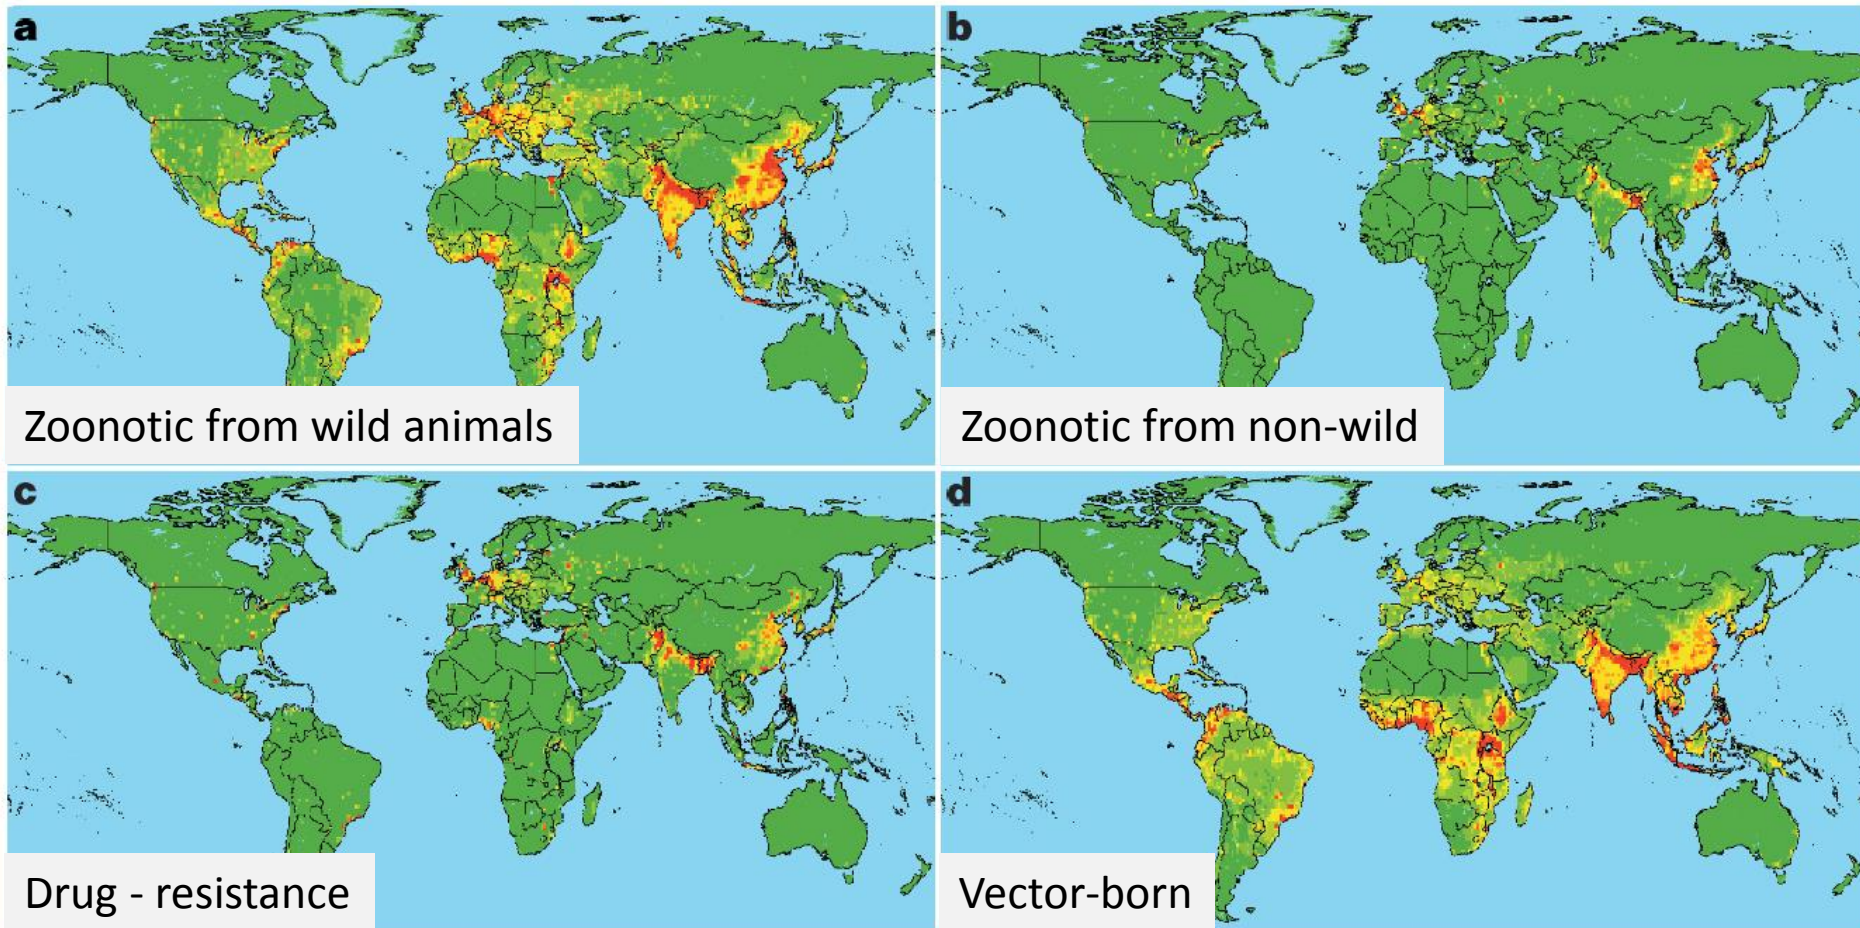 a
Zoonotic from wild animals
b
Zoonotic from non-wild
c
Drug - resistance
d
Vector-born